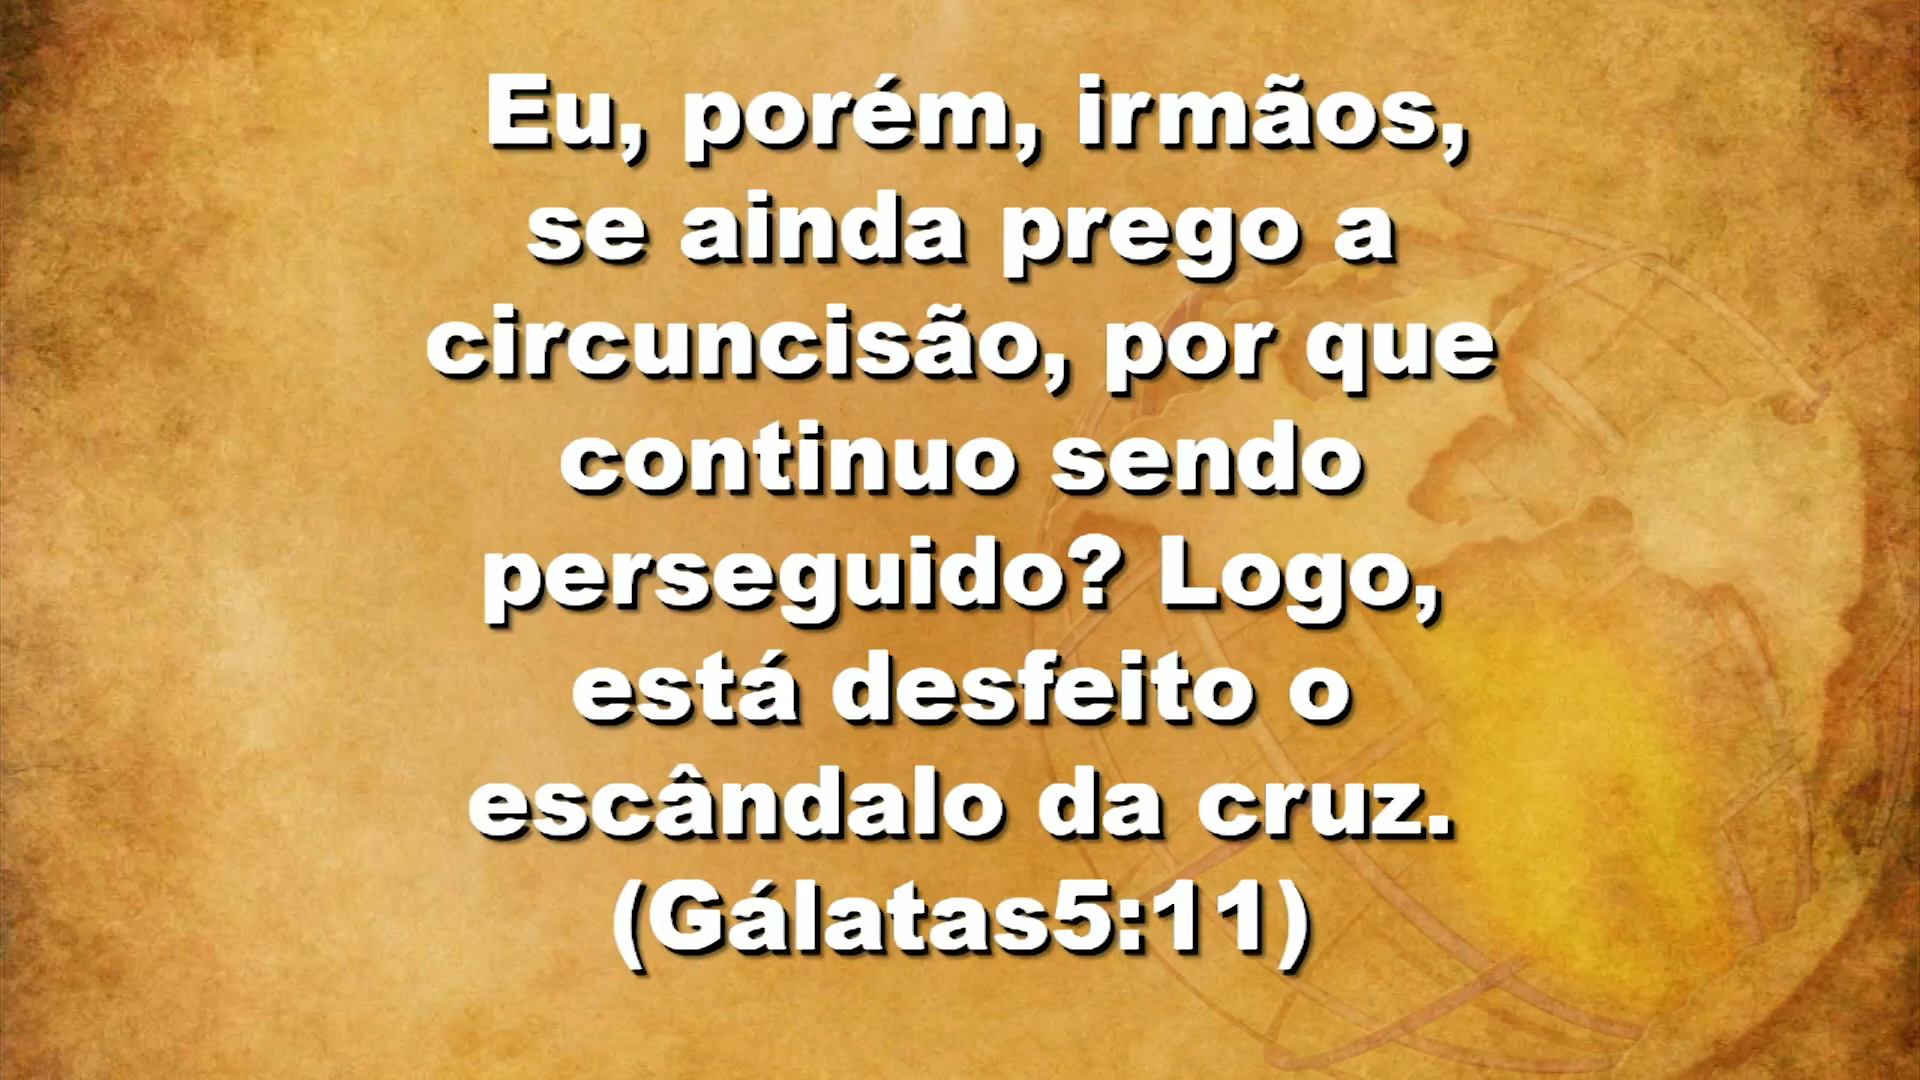 Eu, porém, irmãos,
se ainda prego a
circuncisão, por que
continuo sendo
perseguido? Logo,
está desfeito o
escândalo da cruz.
(Gálatas5:11)